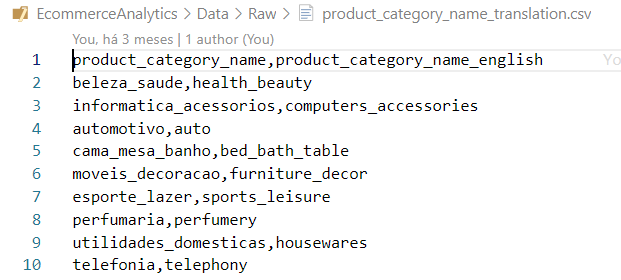 EcommerceAnalytics > Data > Raw > product_category_name_translation.csv
You, há 3 meses | 1 author (You)
1 product_category_name,product_category_name_english Yo
2 beleza_saude,health_beauty
3 informatica_acessorios,computers_accessories
4 automotivo,auto
5 cama_mesa_banho,bed_bath_table
6 moveis_decoracao,furniture_decor
7 esporte_lazer,sports_leisure
8 perfumaria,perfumery
9 utilidades_domesticas,housewares
10 telefonia,telephony